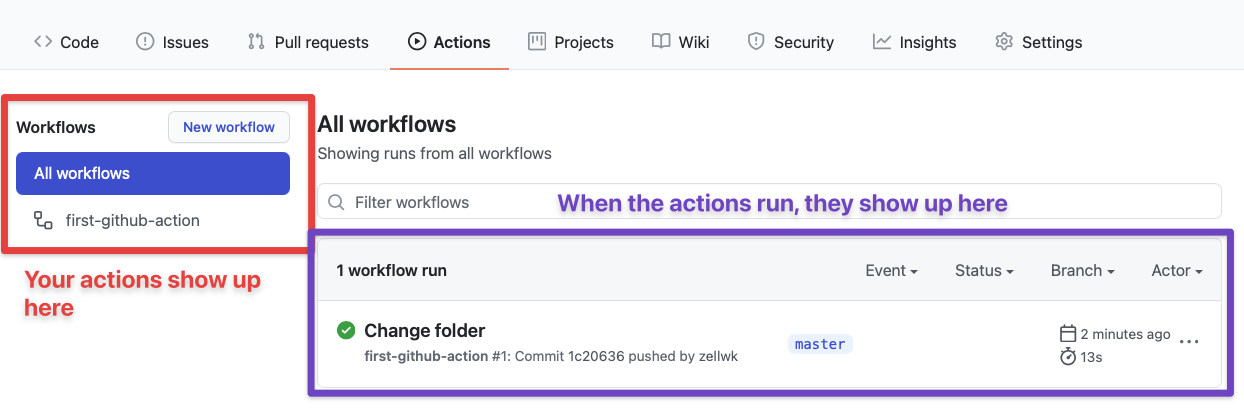 Code Issues Pull requests Actions Projects Wiki Security Insights Settings
Workflows New workflow
All workflows
first-github-action
Your actions show up
here
All workflows
Showing runs from all workflows
Filter workflows When the actions run, they show up here
1 workflow run Event Status Branch Actor
Change folder
first-github-action #1: Commit 1c20636 pushed by zellwk
master
2 minutes ago
13s